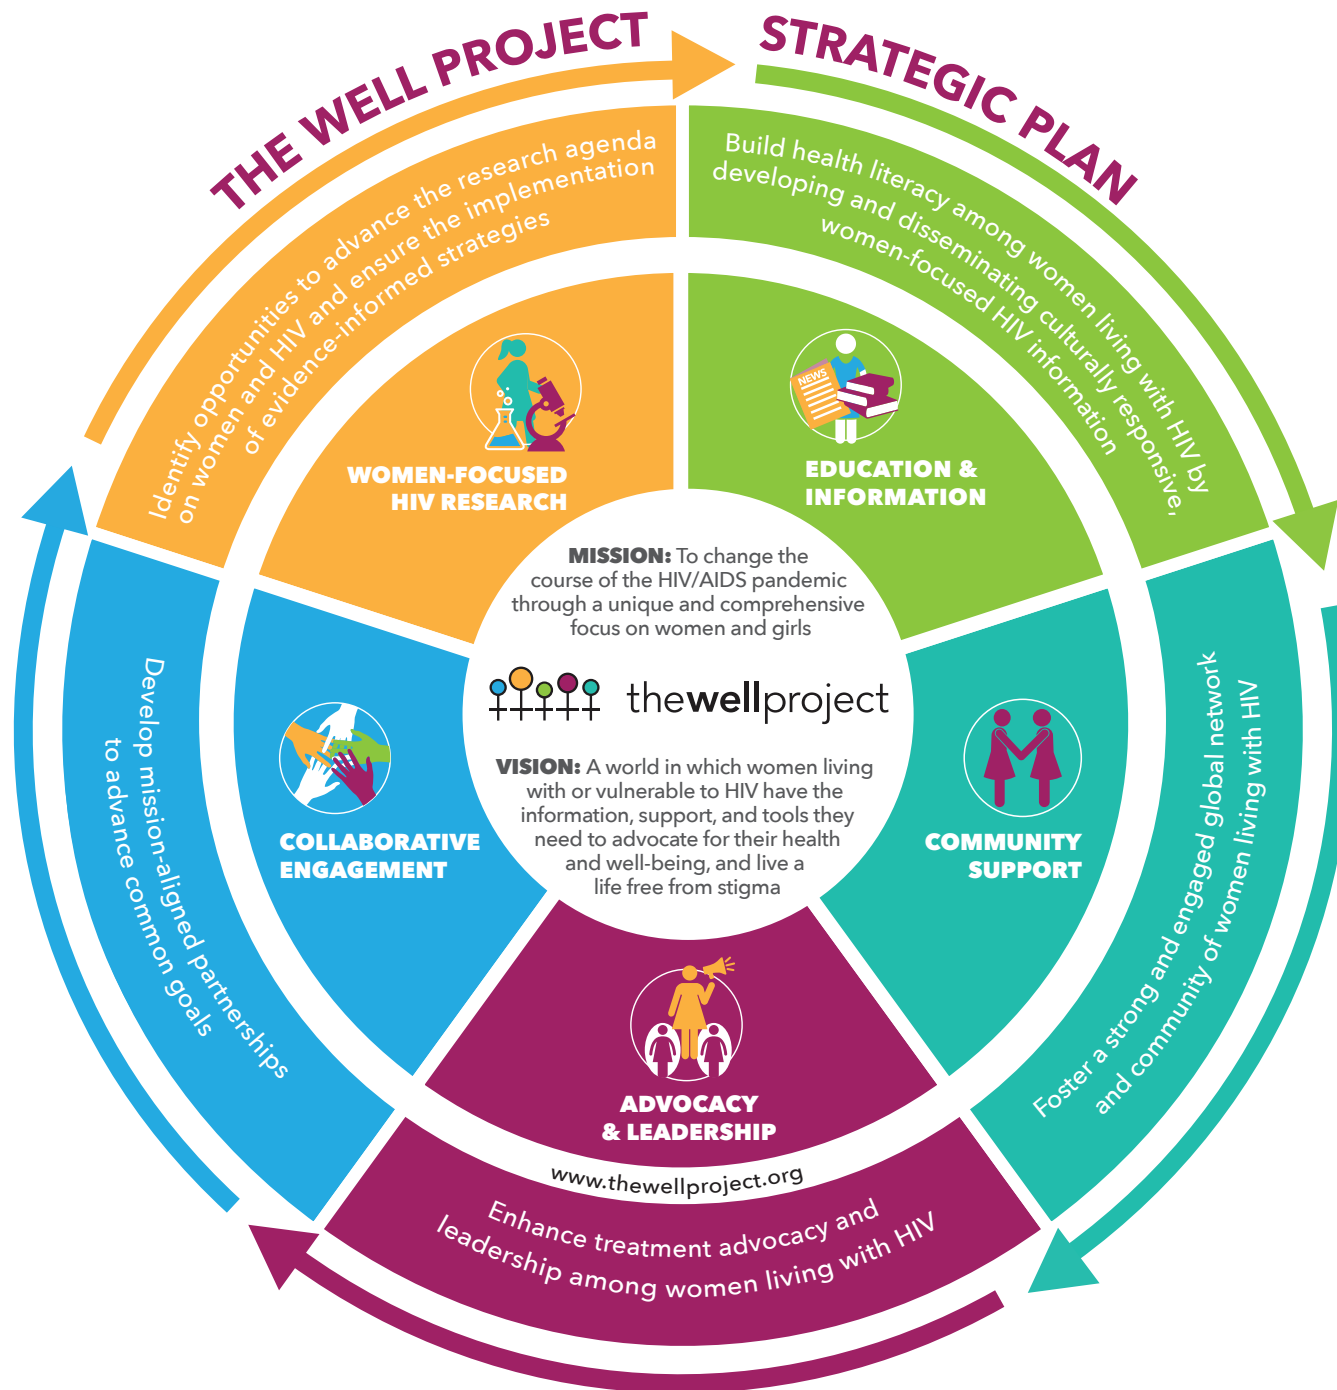 THE WELL PROJECT
STRATEGIC PLAN
Identify opportunities to advance the research agenda
on women and HIV and ensure the implementation
of evidence-informed strategies
Build health literacy among women living with HIV by
developing and disseminating culturally responsive,
women-focused HIV information
NEWS
WOMEN-FOCUSED
HIV RESEARCH
EDUCATION &
INFORMATION
MISSION: To change the
course of the HIV/AIDS pandemic
through a unique and comprehensive
focus on women and girls
thewellproject
VISION: A world in which women living
with or vulnerable to HIV have the
information, support, and tools they
need to advocate for their health
and well-being, and live a
life free from stigma
Develop mission-aligned partnerships
to advance common goals
COLLABORATIVE
ENGAGEMENT
COMMUNITY
SUPPORT
Foster a strong and engaged global network
and community of women living with HIV
ADVOCACY
& LEADERSHIP
www.thewellproject.org
Enhance treatment advocacy and
leadership among women living with HIV